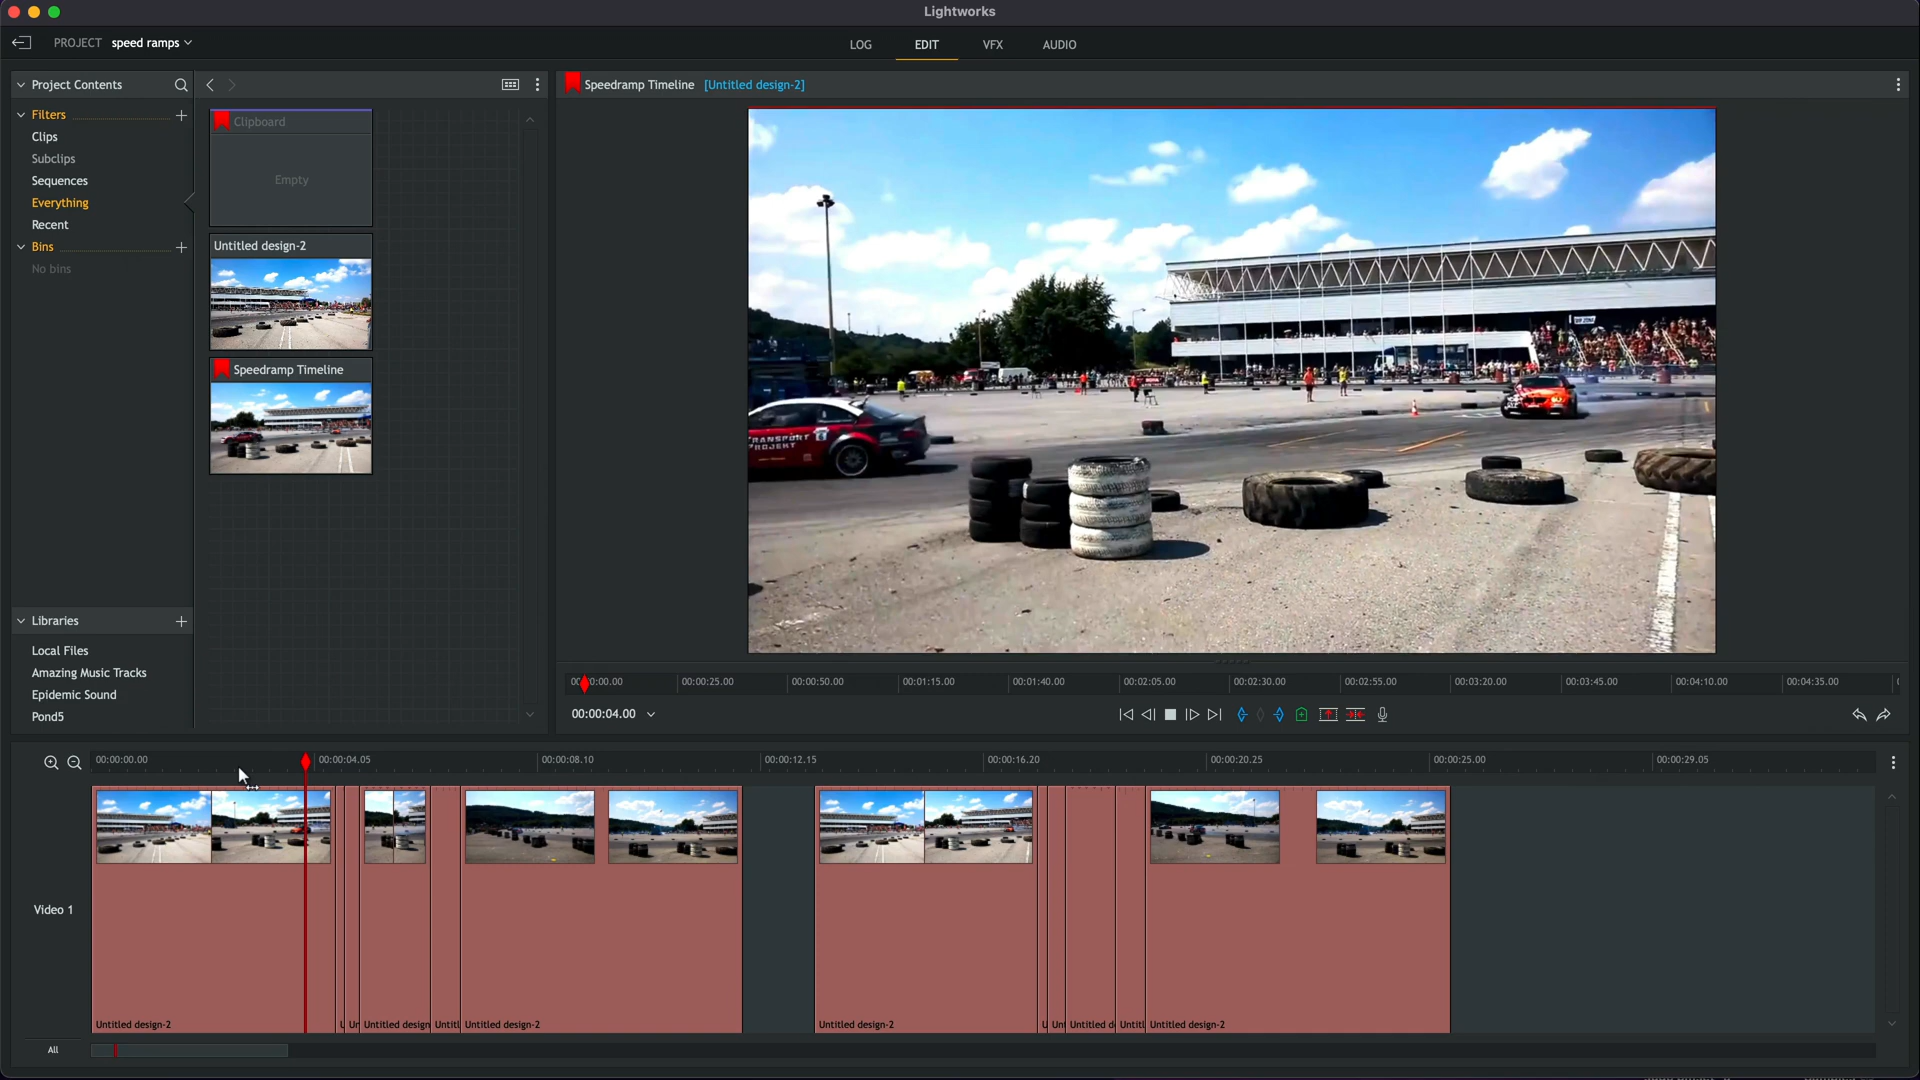 Lightworks
PROJECT speed ramps
LOG EDIT VFX AUDIO
Project Contents
Filters
Clips
Subclips
Sequences
Everything
Recent
Bins
No bins
Libraries
Local Files
Amazing Music Tracks
Epidemic Sound
Pond5
Clipboard
Empty
Untitled design-2
Speedramp Timeline
Speedramp Timeline [Untitled design-2]
TRANSPORT
PROJEKT
00:00:25.00 00:00:50.00 00:01:15.00 00:01:40.00 00:02:05.00 00:02:30.00 00:02:55.00 00:03:20.00 00:03:45.00 00:04:10.00 00:04:35.00
00:00:04.00
00:00:00.00 00:00:04.05 00:00:08.10 00:00:12.15 00:00:16.20 00:00:20.25 00:00:25.00 00:00:29.05
Video 1
Untitled design-2 U Un Untitled design Untitl Untitled design-2 Untitled design-2 U Unt Untitled d Untitl Untitled design-2
All